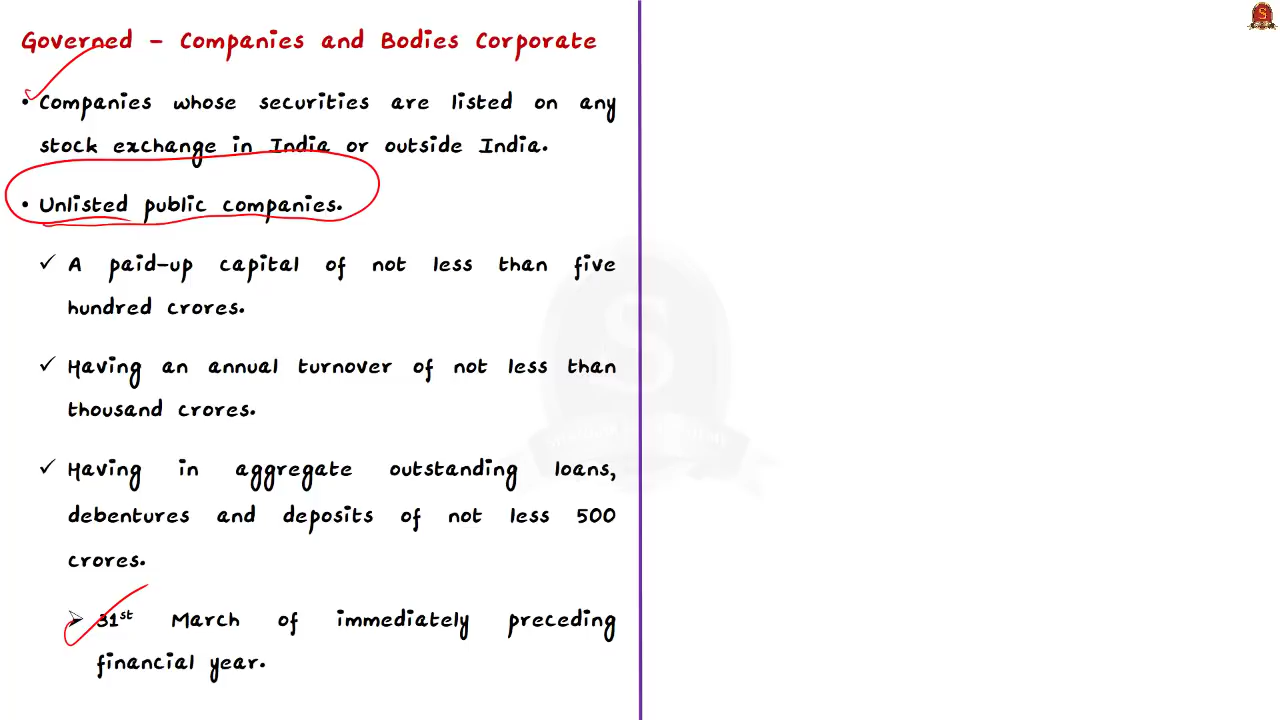 Governed – Companies and Bodies Corporate
• Companies whose securities are listed on any
stock exchange in India or outside India.
• Unlisted public companies.
✓ A paid-up capital of not less than five
hundred crores.
✓ Having an annual turnover of not less than
thousand crores.
✓ Having in aggregate outstanding loans,
debentures and deposits of not less 500
crores.
➢ 31st March of immediately preceding
financial year.
S